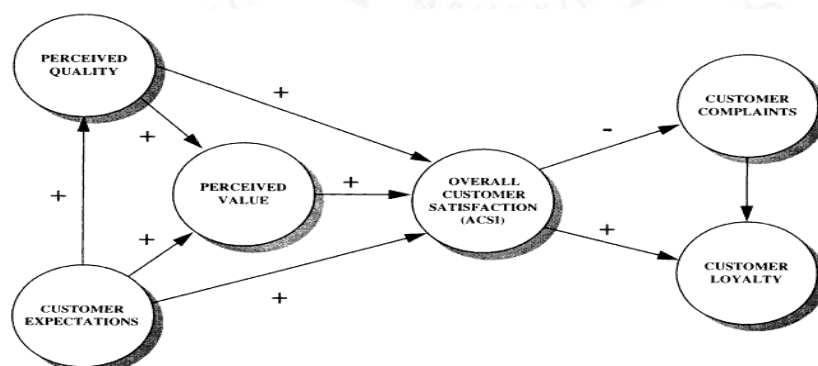 PERCEIVED
QUALITY
+
+
+
PERCEIVED
VALUE
+
+
+
CUSTOMER
EXPECTATIONS
OVERALL
CUSTOMER
SATISFACTION
(ACSI)
-
+
CUSTOMER
COMPLAINTS
CUSTOMER
LOYALTY